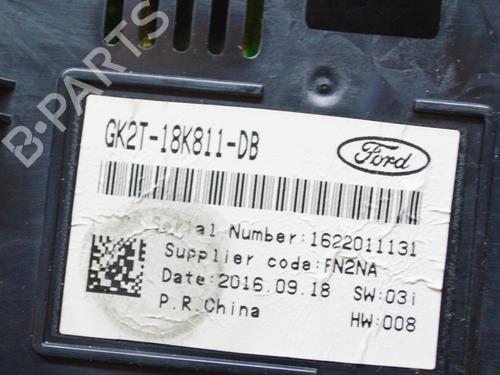 B-PARTS
GK2T-18K811-DB
Ford
Serial Number:1622011131
Supplier code:FN2NA
Date:2016.09.18 SW:03i
P.R.China HW:008